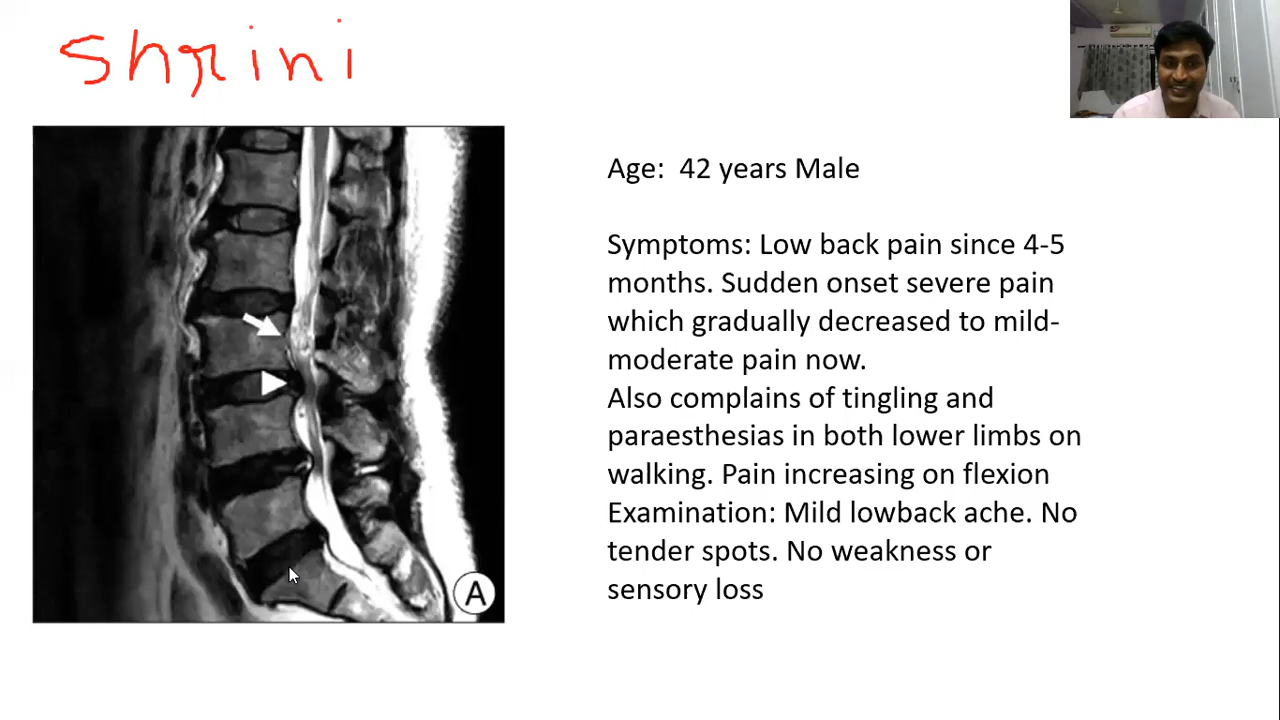 Shrini
Age: 42 years Male
Symptoms: Low back pain since 4-5
months. Sudden onset severe pain
which gradually decreased to mild-
moderate pain now.
Also complains of tingling and
paraesthesias in both lower limbs on
walking. Pain increasing on flexion
Examination: Mild lowback ache. No
tender spots. No weakness or
sensory loss
A